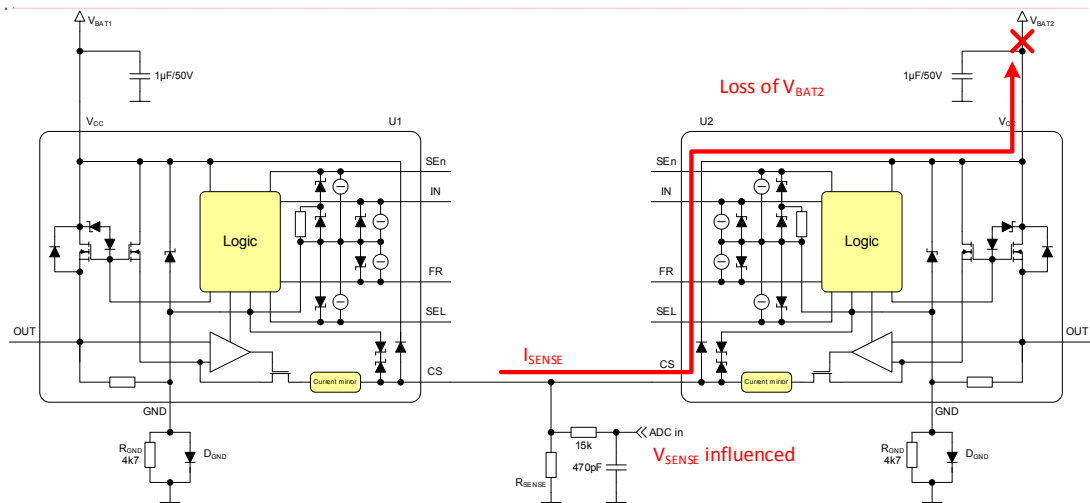 VBAT1
VBAT2
1µF/50V
1µF/50V
Loss of VBAT2
VCC
U1
U2
VCC
SEn
SEn
IN
IN
Logic
Logic
FR
FR
SEL
SEL
OUT
OUT
ISENSE
CS
CS
Current mirror
Current mirror
GND
GND
RGND
4k7
DGND
15k
ADC in
RGND
4k7
DGND
470pF
VSENSE influenced
RSENSE